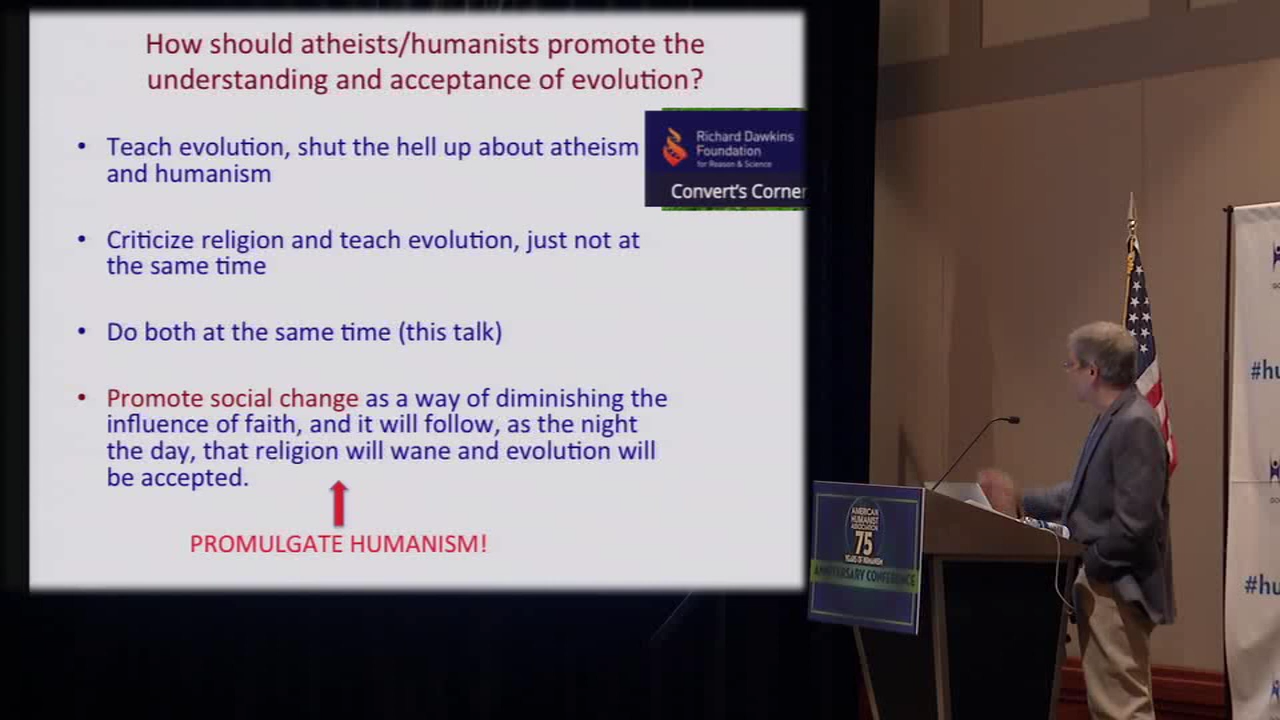 How should atheists/humanists promote the
understanding and acceptance of evolution?
• Teach evolution, shut the hell up about atheism
and humanism
Richard Dawkins
Foundation
for Reason & Science
Convert's Corner
• Criticize religion and teach evolution, just not at
the same time
• Do both at the same time (this talk)
• Promote social change as a way of diminishing the
influence of faith, and it will follow, as the night
the day, that religion will wane and evolution will
be accepted.
PROMULGATE HUMANISM!
AMERICAN
HUMANIST
ASSOCIATION
75
YEARS OF HUMANISM
ANNIVERSARY CONFERENCE
#hu
#hu